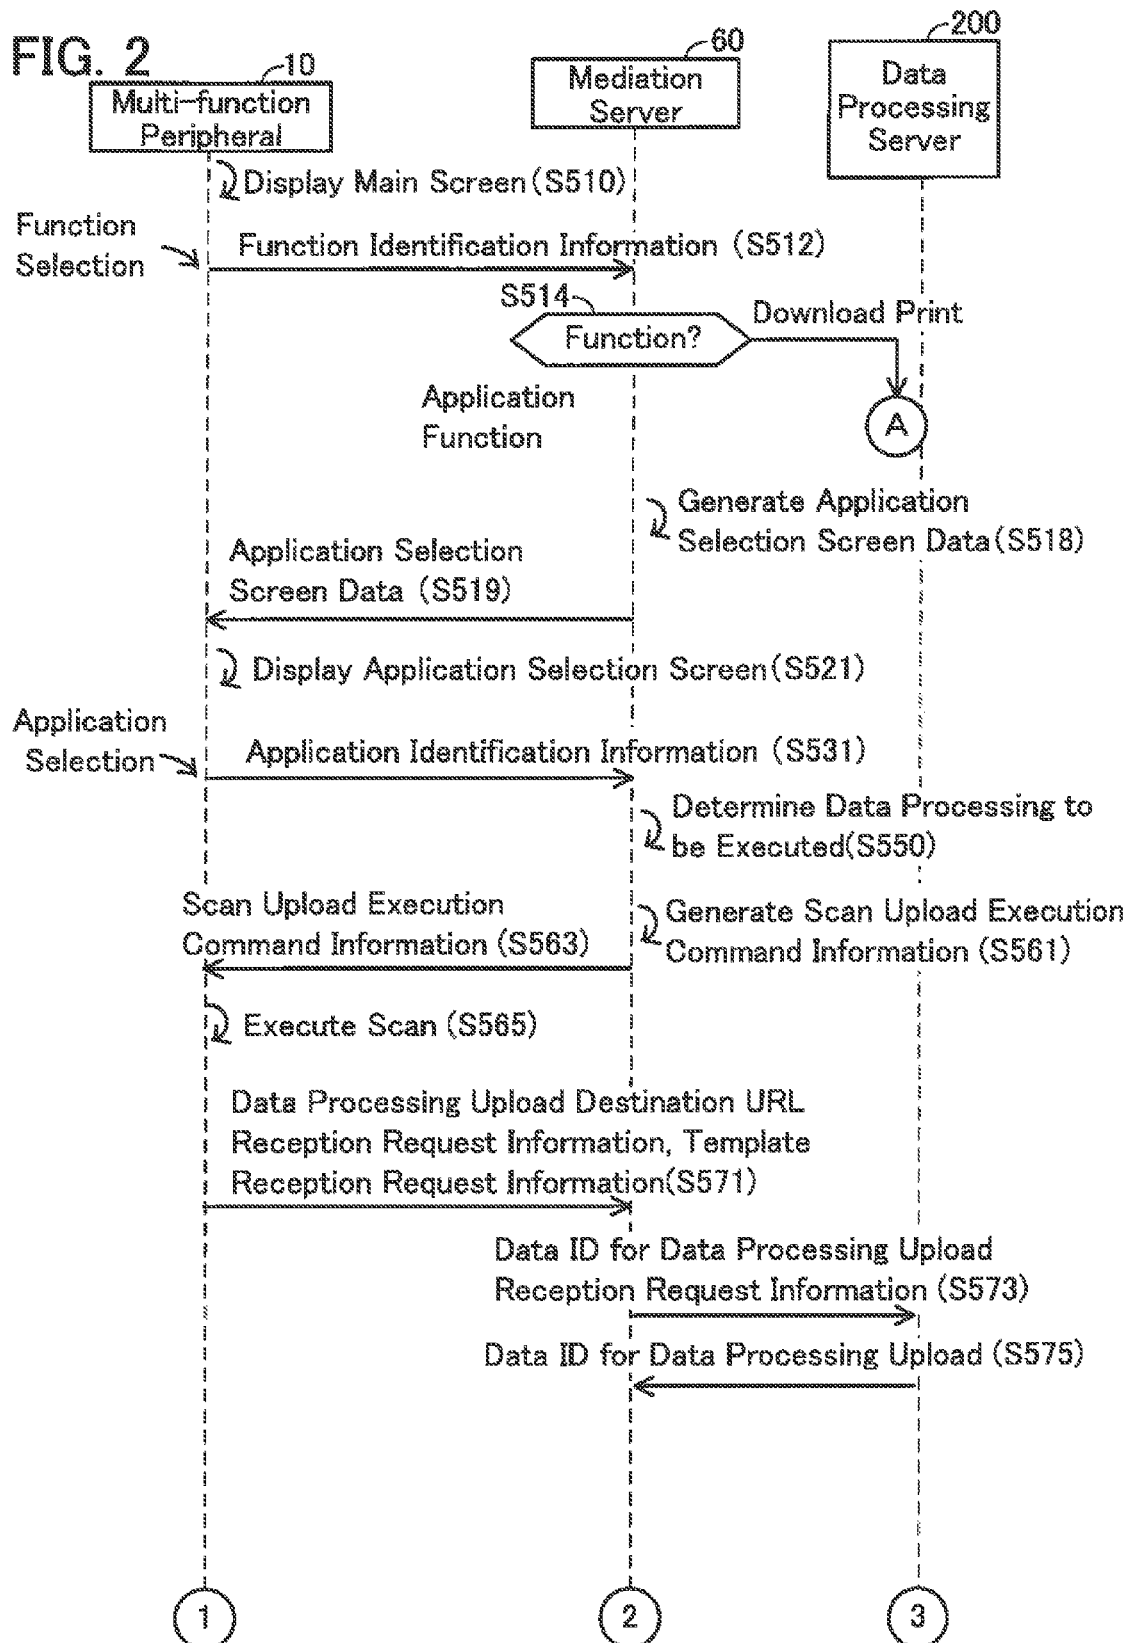 FIG. 2
10
60
200
Multi-function
Peripheral
Mediation
Server
Data
Processing
Server
Display Main Screen(S510)
Function
Selection
Function Identification Information (S512)
S514
Function?
Download Print
A
Application
Function
Generate Application
Selection Screen Data(S518)
Application Selection
Screen Data (S519)
Display Application Selection Screen(S521)
Application
Selection
Application Identification Information (S531)
Determine Data Processing to
be Executed(S550)
Scan Upload Execution
Command Information (S563)
Generate Scan Upload Execution
Command Information (S561)
Execute Scan (S565)
Data Processing Upload Destination URL
Reception Request Information, Template
Reception Request Information(S571)
Data ID for Data Processing Upload
Reception Request Information (S573)
Data ID for Data Processing Upload (S575)
1
2
3